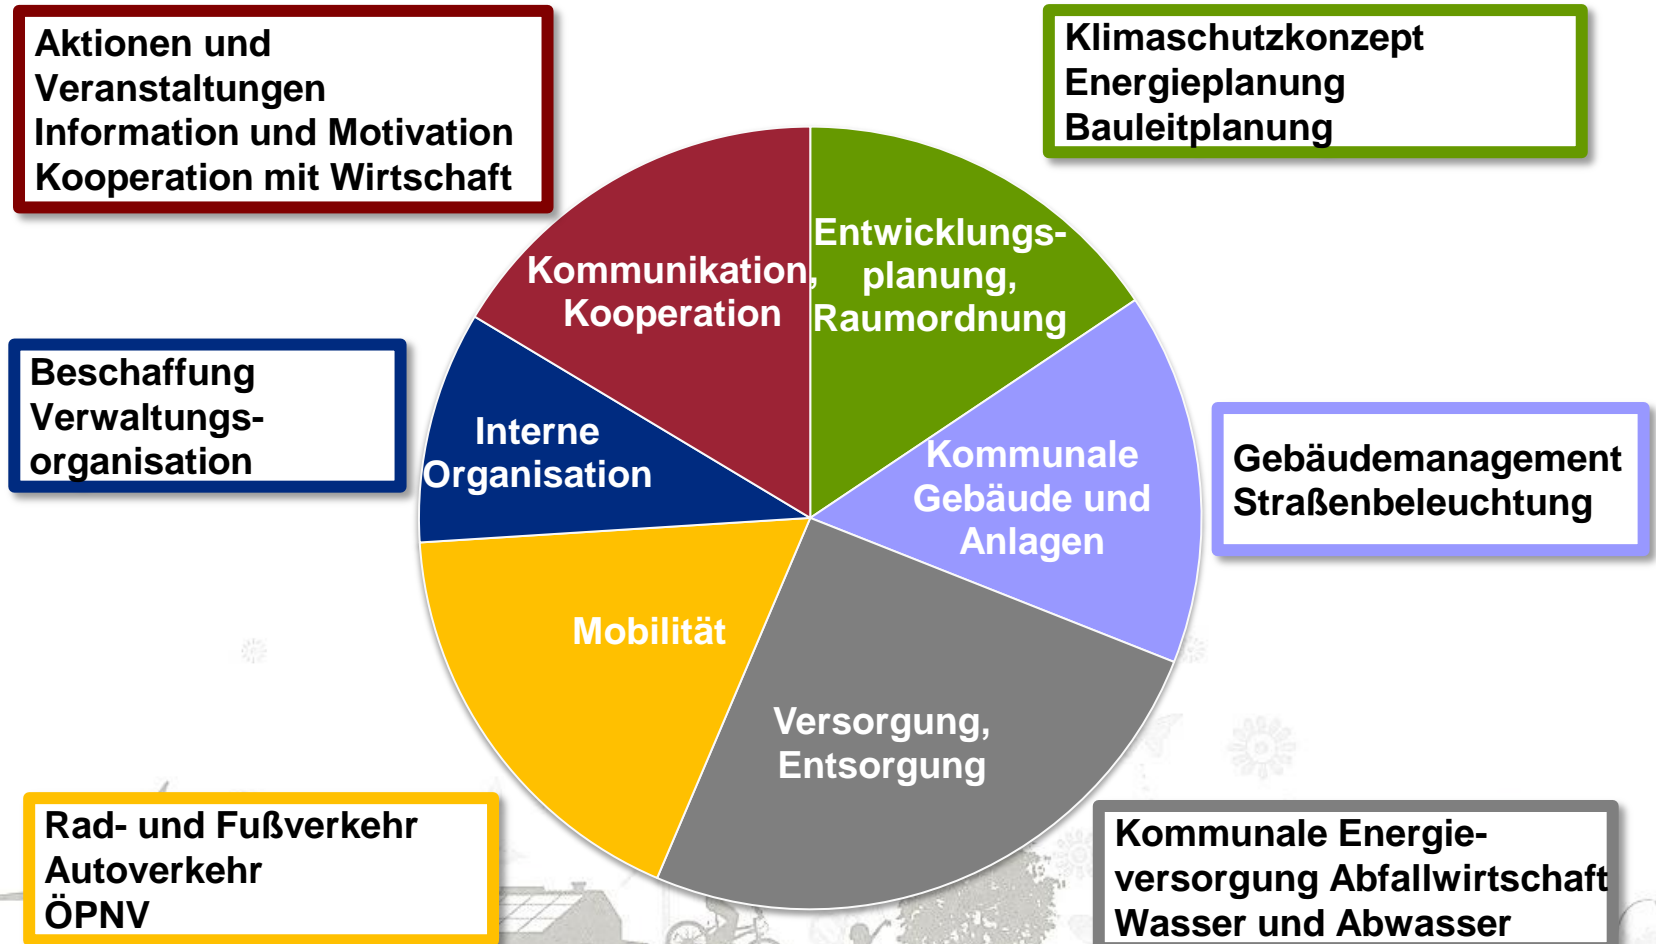 Aktionen und
Veranstaltungen
Information und Motivation
Kooperation mit Wirtschaft
Klimaschutzkonzept
Energieplanung
Bauleitplanung
Kommunikation,
Kooperation
Entwicklungs-
planung,
Raumordnung
Beschaffung
Verwaltungs-
organisation
Interne
Organisation
Kommunale
Gebäude und
Anlagen
Gebäudemanagement
Straßenbeleuchtung
Mobilität
Versorgung,
Entsorgung
Rad- und Fußverkehr
Autoverkehr
ÖPNV
Kommunale Energie-
versorgung Abfallwirtschaft
Wasser und Abwasser